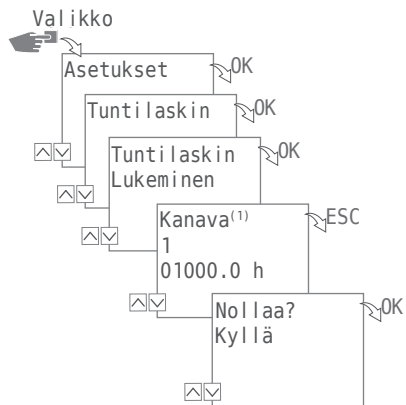 Valikko
Asetukset
OK
Tuntilaskin
OK
Tuntilaskin
Lukeminen
OK
Kanava(1)
1
01000.0 h
ESC
Nollaa?
Kyllä
OK